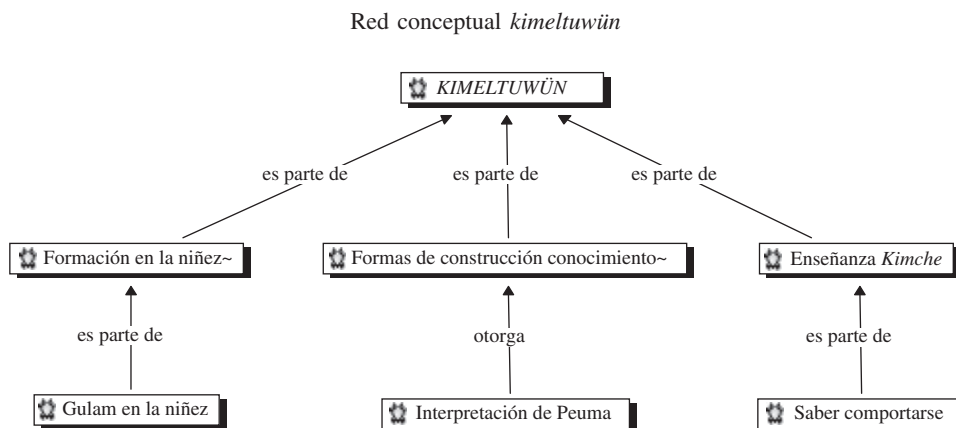 Red conceptual kimeltuwün
KIMELTUWÜN
es parte de es parte de es parte de
Formación en la niñez~ Formas de construcción conocimiento~ Enseñanza Kimche
es parte de otorga es parte de
Gulam en la niñez Interpretación de Peuma Saber comportarse